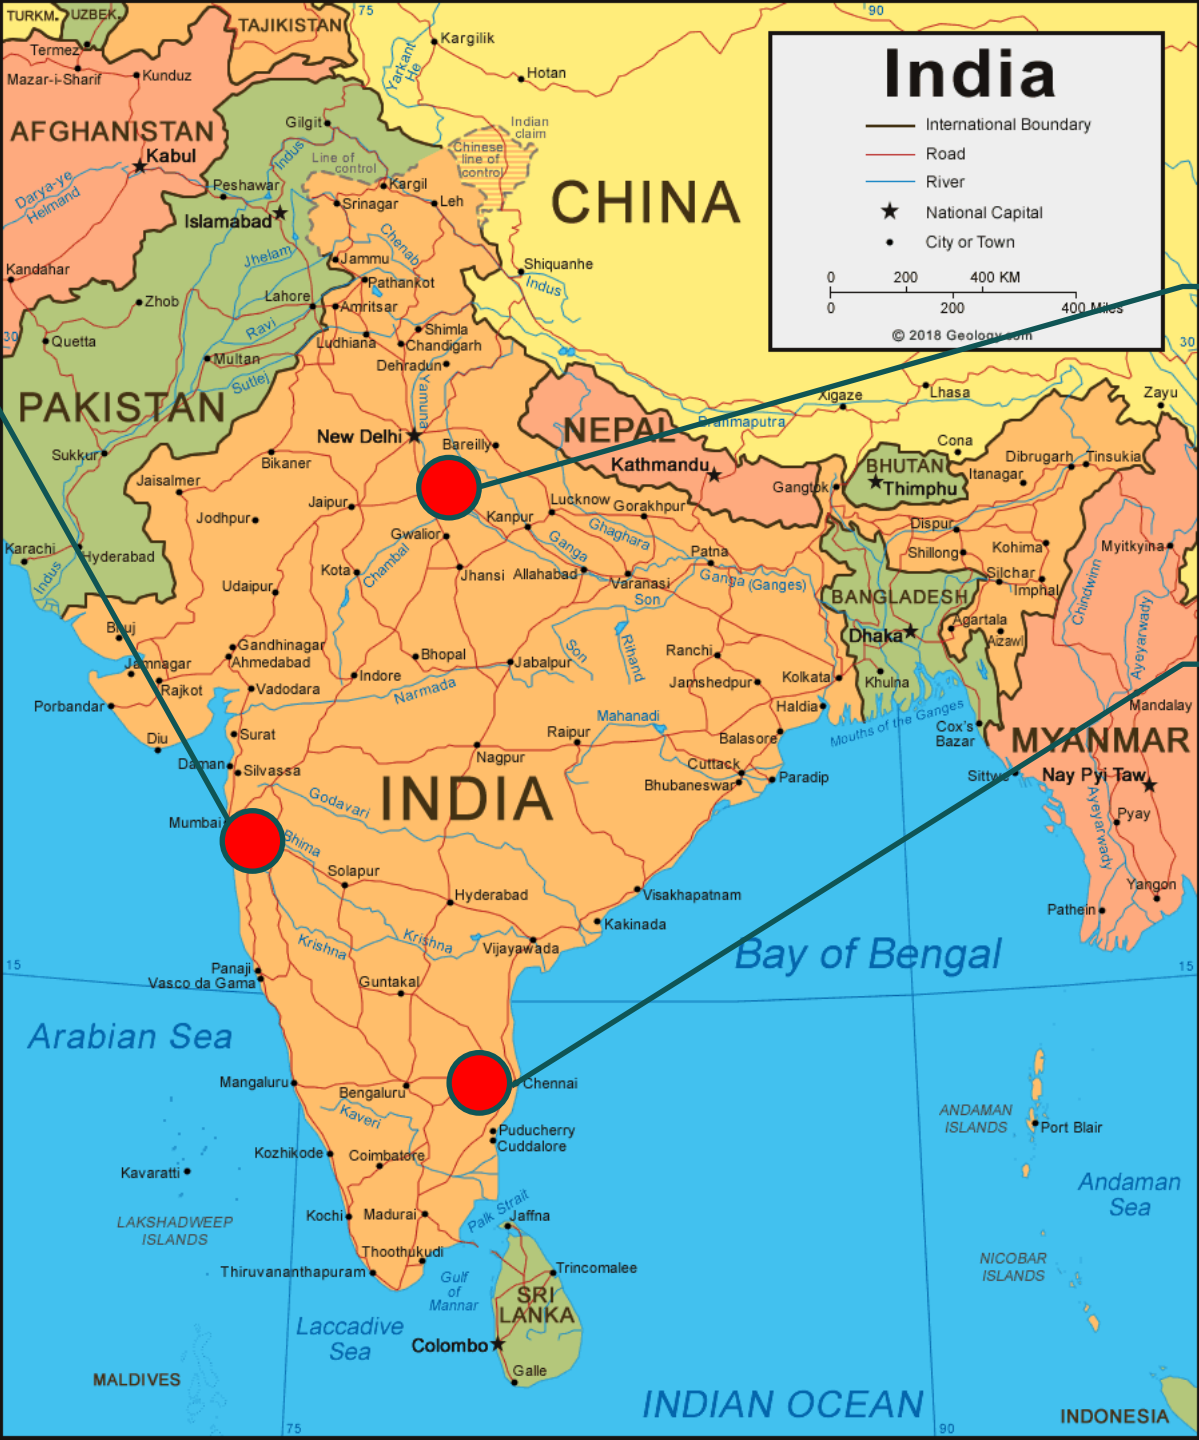 TURKM.
UZBEK.
TAJIKISTAN
75
90
Termez
Mazar-i-Sharif
Kunduz
Kargilik
Yarkant
He
Hotan
India
International Boundary
Road
River
National Capital
City or Town
0 200 400 KM
0 200 400 Miles
© 2018 Geology.com
AFGHANISTAN
Kabul
Gilgit
Indus
Line of
control
Indian
claim
Chinese
line of
control
CHINA
Darya-ye
Helmand
Peshawar
Islamabad
Kargil
Srinagar
Leh
Chenab
Jhelam
Jammu
Shiquanhe
Indus
Kandahar
Zhob
Lahore
Pathankot
Amritsar
Ravi
Shimla
Ludhiana
Chandigarh
30
30
Quetta
Multan
Sutlej
Dehradun
Yamuna
PAKISTAN
New Delhi
Bareilly
NEPAL
Kathmandu
Xigaze
Lhasa
Zayu
Brahmaputra
Cona
Dibrugarh
Tinsukia
BHUTAN
Itanagar
Thimphu
Gangtok
Sukkur
Bikaner
Jaisalmer
Jaipur
Jodhpur
Lucknow
Gorakhpur
Kanpur
Ghaghara
Gwalior
Ganga
Patna
Dispur
Shillong
Kohima
Myitkyina
Karachi
Hyderabad
Indus
Kota
Chambal
Jhansi
Allahabad
Varanasi
Ganga (Ganges)
Silchar
Imphal
Chindwinn
Udaipur
Son
BANGLADESH
Agartala
Aizawl
Ayeyarwady
Bhuj
Dhaka
Gandhinagar
Ahmedabad
Bhopal
Jabalpur
Son
Rihand
Ranchi
Jamnagar
Rajkot
Vadodara
Indore
Narmada
Jamshedpur
Kolkata
Khulna
Porbandar
Haldia
Mouths of the Ganges
Mandalay
Cox's
Bazar
MYANMAR
Diu
Surat
Raipur
Mahanadi
Balasore
Nagpur
Daman
Silvassa
Cuttack
Bhubaneswar
Paradip
Sittwe
Nay Pyi Taw
INDIA
Godavari
Ayeyarwady
Pyay
Mumbai
Bhima
Solapur
Hyderabad
Visakhapatnam
Yangon
Pathein
Kakinada
Krishna
Krishna
Vijayawada
Bay of Bengal
15
15
Panaji
Vasco da Gama
Guntakal
Arabian Sea
Mangaluru
Bengaluru
Chennai
Kaveri
ANDAMAN
ISLANDS
Port Blair
Puducherry
Cuddalore
Kozhikode
Coimbatore
Kavaratti
Andaman
Sea
LAKSHADWEEP
ISLANDS
Kochi
Madurai
Palk Strait
Jaffna
Thoothukudi
Thiruvananthapuram
Trincomalee
NICOBAR
ISLANDS
Gulf
of
Mannar
SRI
LANKA
Laccadive
Sea
Colombo
Galle
MALDIVES
INDIAN OCEAN
INDONESIA
75
90